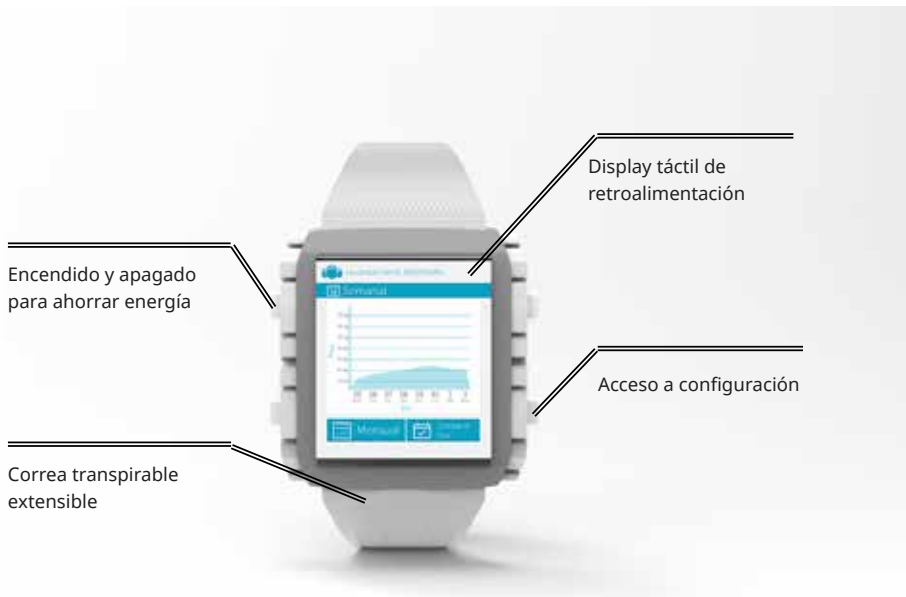 Display táctil de
retroalimentación
Encendido y apagado
para ahorrar energía
Semanal
Acceso a configuración
Mensual
Correa transpirable
extensible